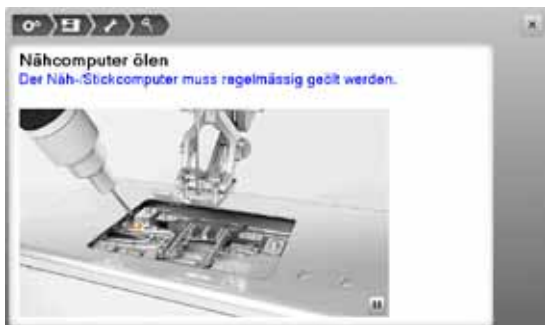 Nähcomputer ölen
Der Näh-/Stickcomputer muss regelmässig geölt werden.